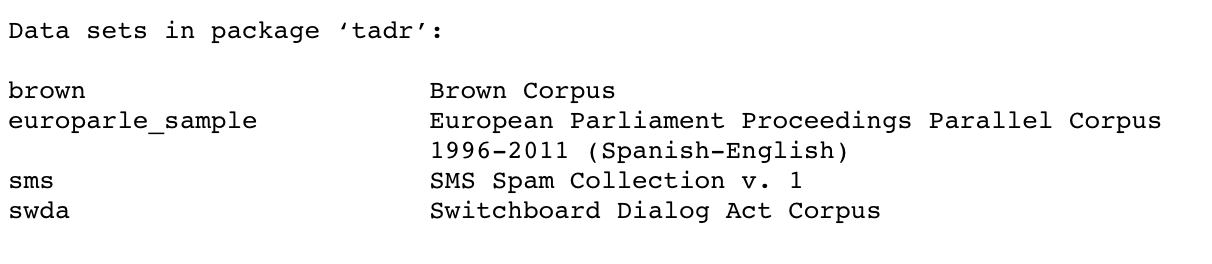 Data sets in package ‘tadr’:
brown Brown Corpus
europarle_sample European Parliament Proceedings Parallel Corpus
1996-2011 (Spanish-English)
sms SMS Spam Collection v. 1
swda Switchboard Dialog Act Corpus